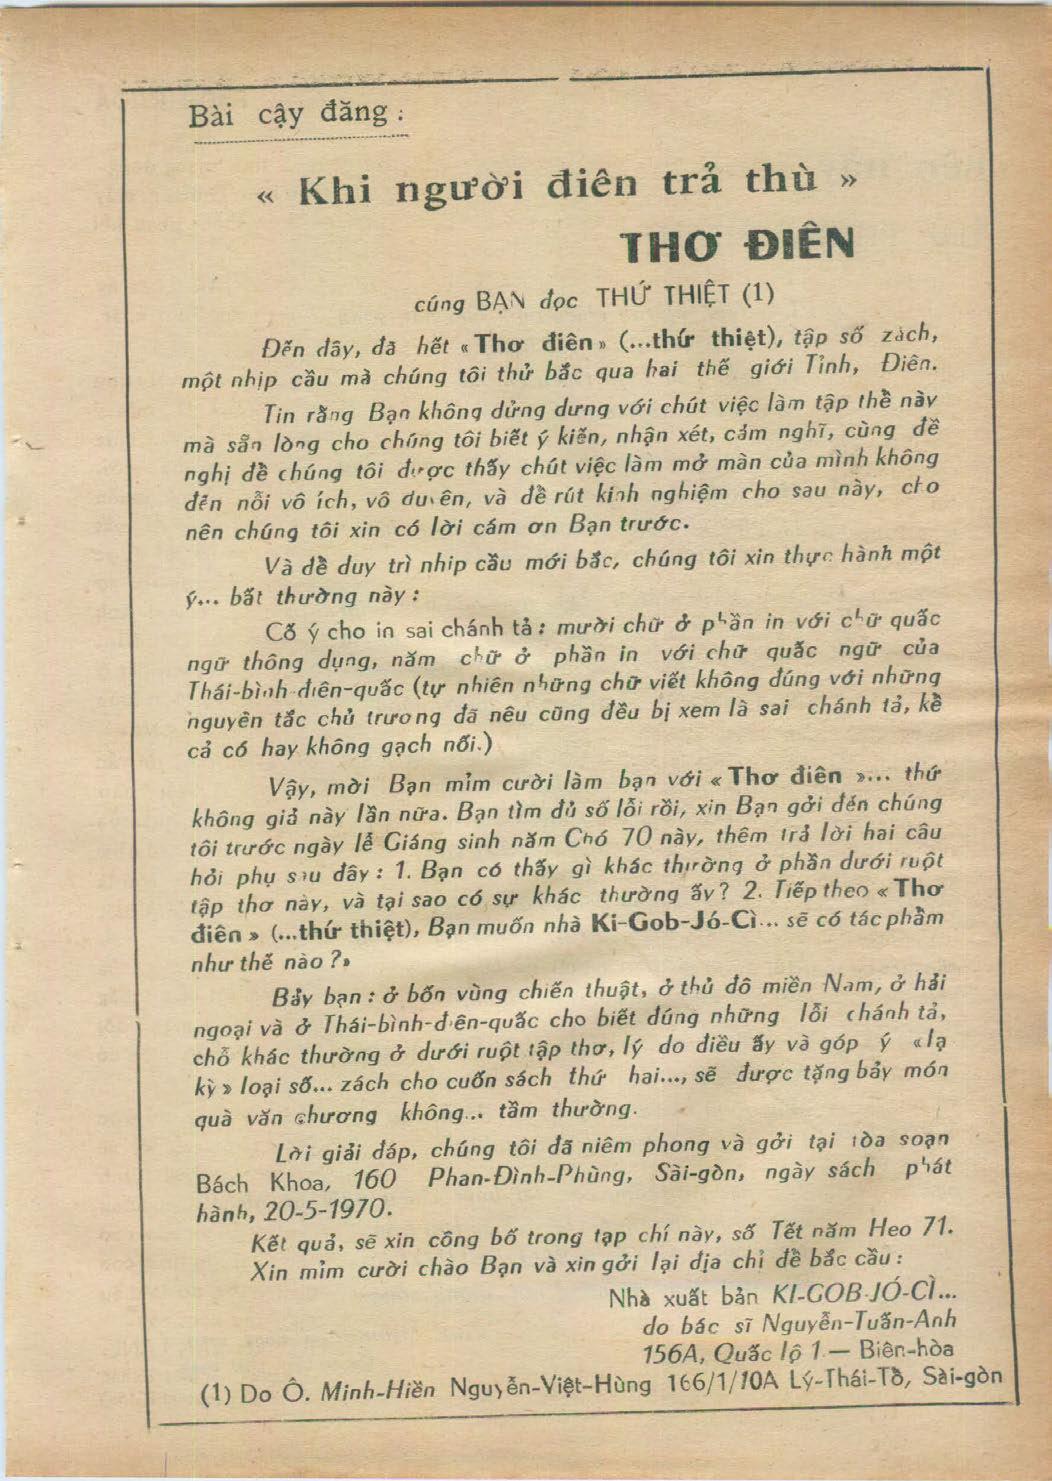 Bài cậy đăng :
« Khi người điên trả thù »
THƠ ĐIÊN
cúng BẠN đọc THỨ THIỆT (1)
Đến đây, đã hết « Thơ điên » (...thứ thiệt), tập số zách,
một nhịp cầu mà chúng tôi thử bắc qua hai thế giới Tỉnh, Điên.
Tin rằng Bạn không dửng dưng với chút việc làm tập thề này
mà sẵn lòng cho chúng tôi biết ý kiến, nhận xét, cảm nghĩ, cùng đề
nghị đề chúng tôi được thấy chút việc làm mở màn của mình không
đến nỗi vô ích, vô duyên, và đề rút kinh nghiệm cho sau này, cho
nên chúng tôi xin có lời cám ơn Bạn trước.
Và đề duy trì nhịp cầu mới bắc, chúng tôi xin thực hành một
ý... bất thường này :
Cố ý cho in sai chánh tả : mười chữ ở phần in với chữ quấc
ngữ thông dụng, năm chữ ở phần in với chữ quấc ngữ của
Thái-bình-điên-quấc (tự nhiên những chữ viết không đúng với những
nguyên tắc chủ trương đã nêu cũng đều bị xem là sai chánh tả, kề
cả có hay không gạch nối.)
Vậy, mời Bạn mỉm cười làm bạn với « Thơ điên »... thứ
không giả này lần nữa. Bạn tìm đủ số lỗi rồi, xin Bạn gởi đến chúng
tôi trước ngày lễ Giáng sinh năm Chó 70 này, thêm trả lời hai câu
hỏi phụ sau đây : 1. Bạn có thấy gì khác thường ở phần dưới ruột
tập thơ này, và tại sao có sự khác thường ấy ? 2. Tiếp theo « Thơ
điên » (...thứ thiệt), Bạn muốn nhà Ki-Gob-Jó-Cì... sẽ có tác phầm
như thế nào ?»
Bảy bạn : ở bốn vùng chiến thuật, ở thủ đô miền Nam, ở hải
ngoại và ở Thái-bình-điên-quấc cho biết đúng những lỗi chánh tả,
chỗ khác thường ở dưới ruột tập thơ, lý do điều ấy và góp ý «lạ
kỳ» loại số... zách cho cuốn sách thứ hai..., sẽ được tặng bảy món
quà văn chương không... tầm thường.
Lời giải đáp, chúng tôi đã niêm phong và gởi tại tòa soạn
Bách Khoa, 160 Phan-Đình-Phùng, Sài-gòn, ngày sách phát
hành, 20-5-1970.
Kết quả, sẽ xin công bố trong tạp chí này, số Tết năm Heo 71.
Xin mỉm cười chào Bạn và xin gởi lại địa chỉ đề bắc cầu :
Nhà xuất bản KI-GOB-JÓ-CÌ...
do bác sĩ Nguyễn-Tuấn-Anh
156A, Quấc lộ 1 — Biên-hòa
(1) Do Ô. Minh-Hiền Nguyễn-Việt-Hùng 166/1/10A Lý-Thái-Tồ, Sài-gòn